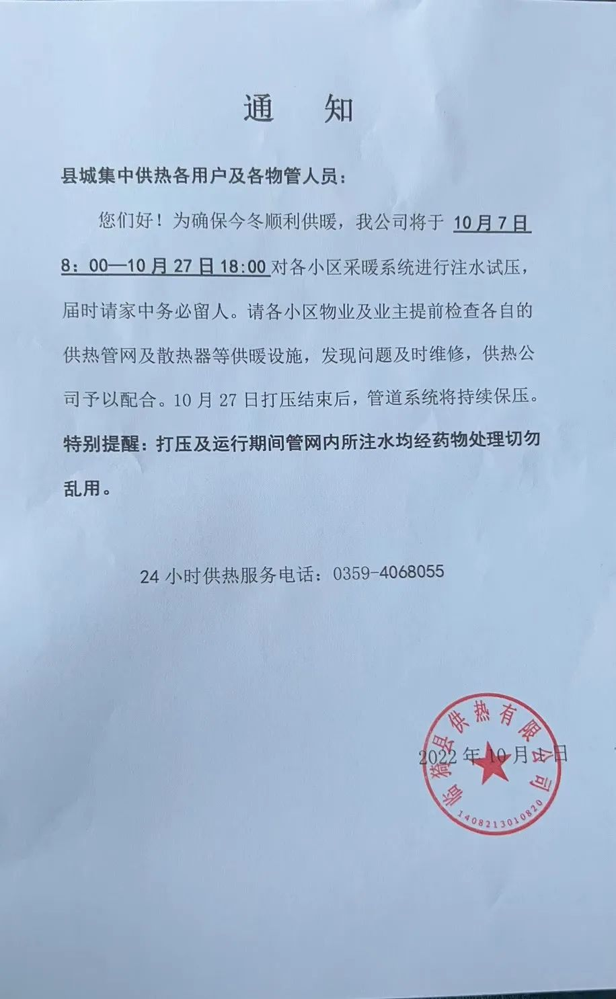 通 知
县城集中供热各用户及各物管人员：
您们好！为确保今冬顺利供暖，我公司将于 10月7日
8：00—10月27日18:00对各小区采暖系统进行注水试压，
届时请家中务必留人。请各小区物业及业主提前检查各自的
供热管网及散热器等供暖设施，发现问题及时维修，供热公
司予以配合。10月27日打压结束后，管道系统将持续保压。
特别提醒：打压及运行期间管网内所注水均经药物处理切勿
乱用。
24小时供热服务电话：0359-4068055
临猗县供热有限公司
2022年10月1日
1408213010820